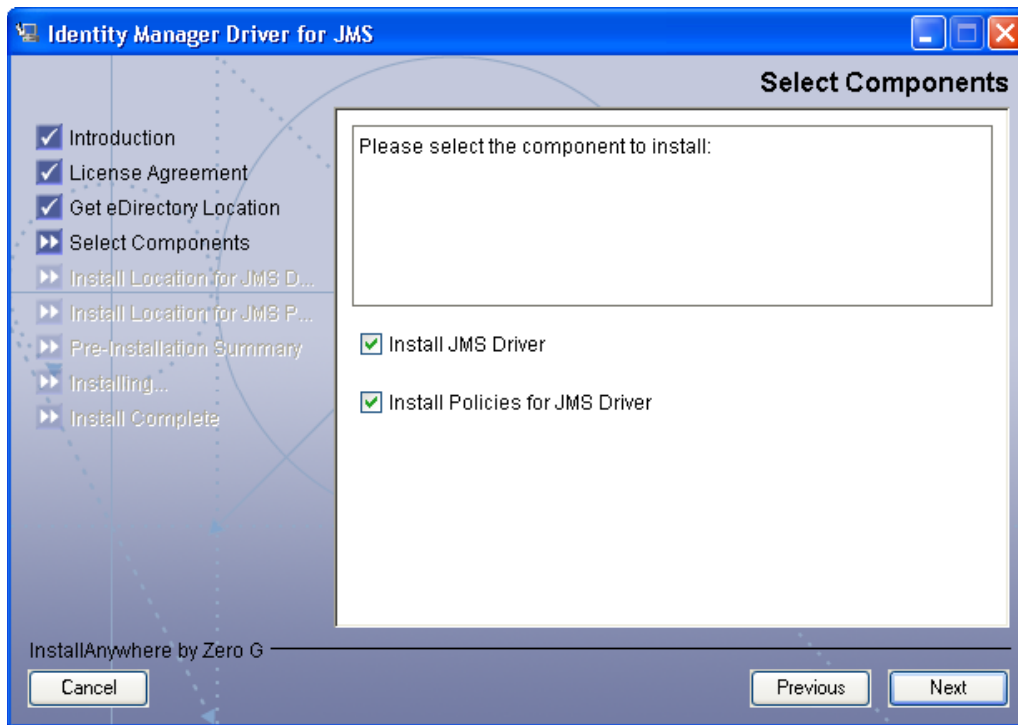 Identity Manager Driver for JMS
Select Components
Introduction
License Agreement
Get eDirectory Location
Select Components
Install Location for JMS D...
Install Location for JMS P...
Pre-Installation Summary
Installing...
Install Complete
Please select the component to install:
Install JMS Driver
Install Policies for JMS Driver
InstallAnywhere by Zero G
Cancel
Previous
Next